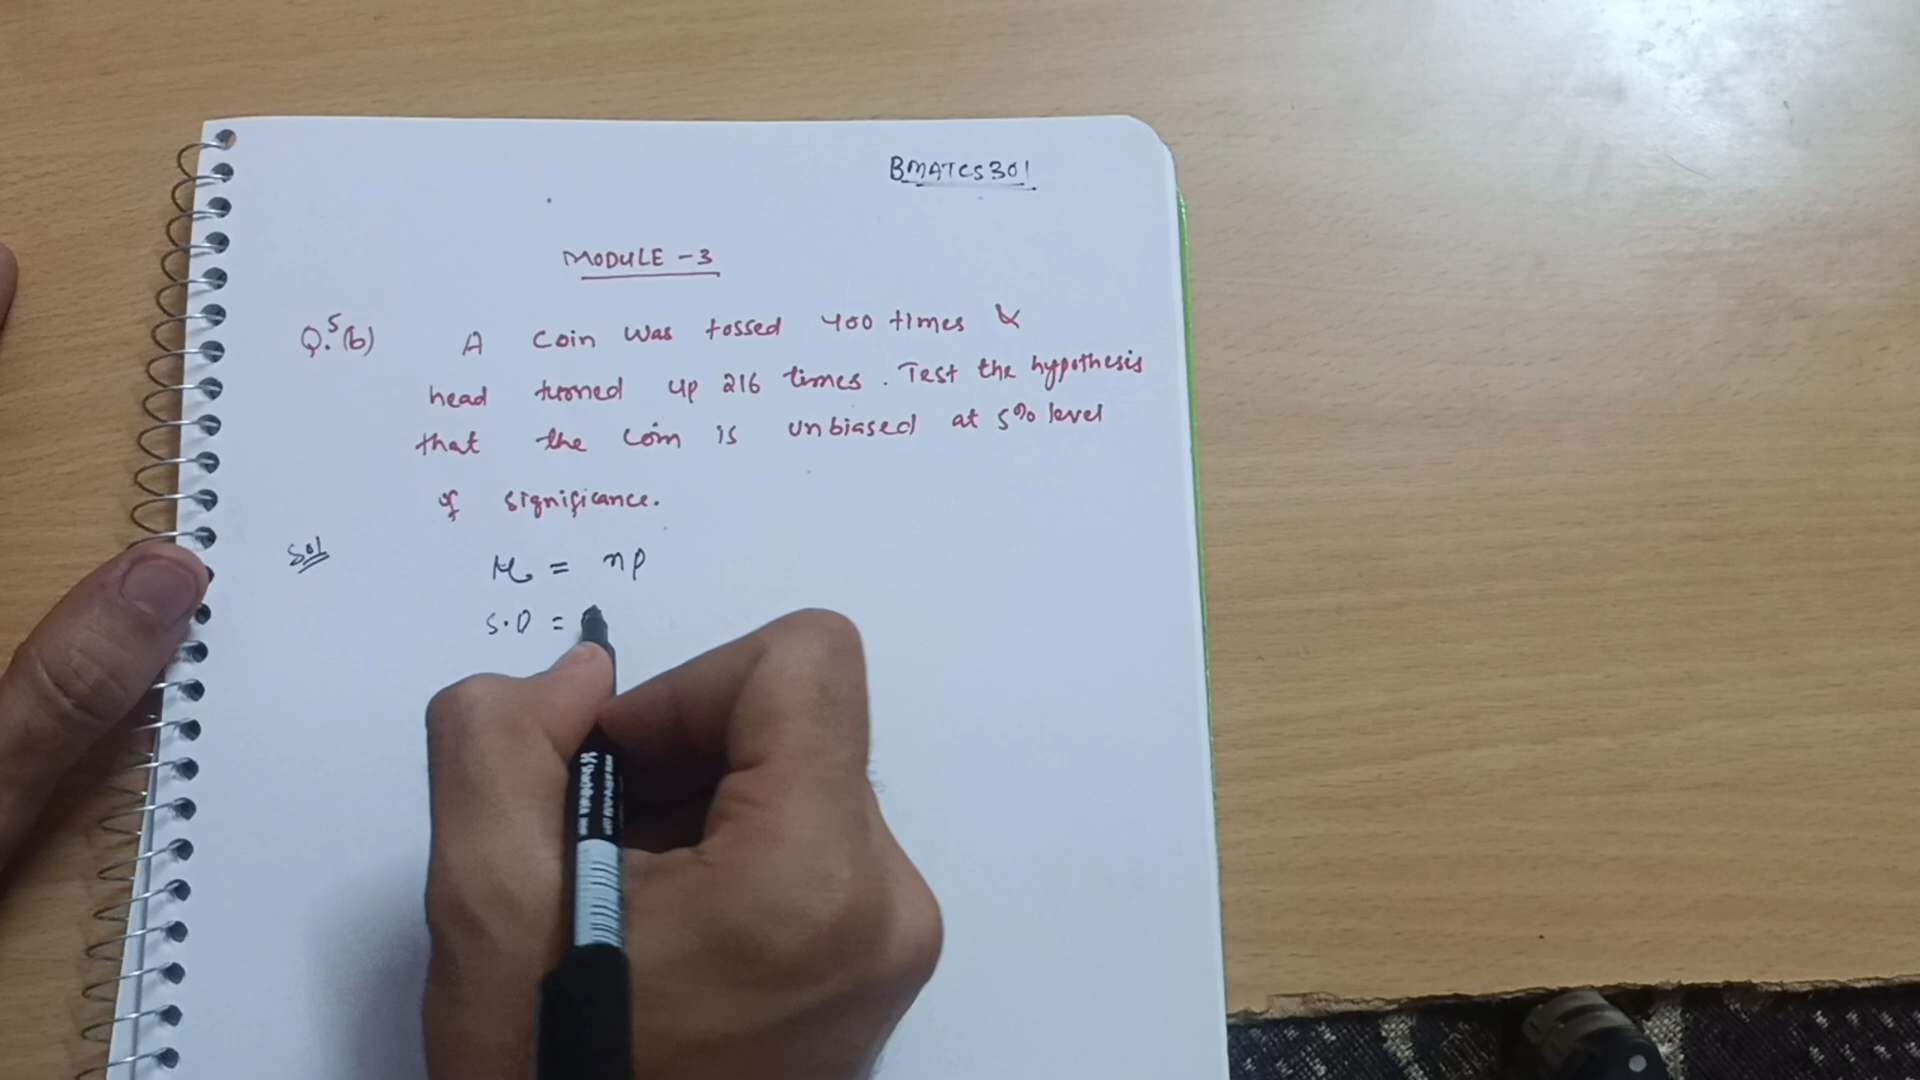 BMATCS301
MODULE - 3
Q.5(b) A coin was tossed 400 times &
head turned up 216 times. Test the hypothesis
that the coin is unbiased at 5% level
of significance.
Sol μ = np
S.D =